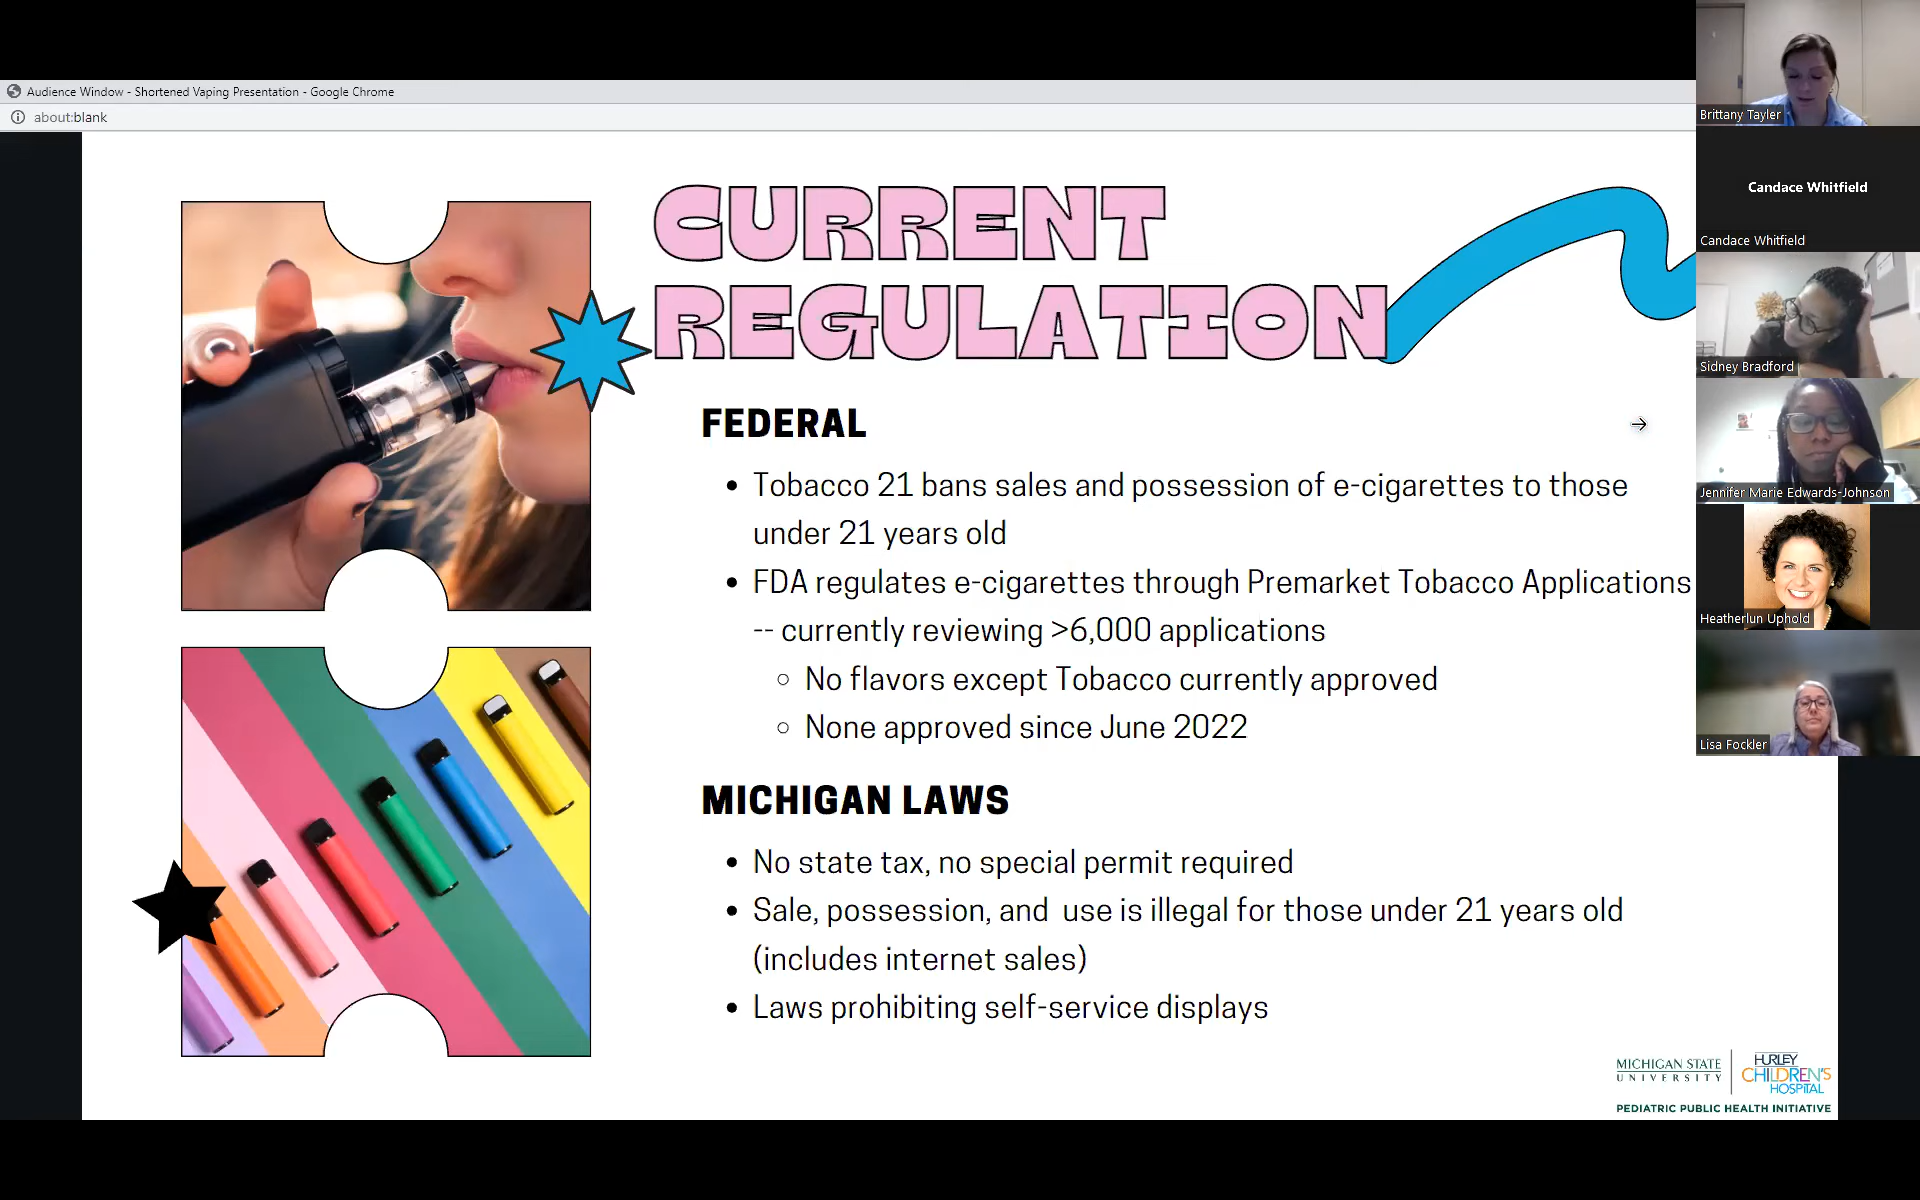 Audience Window - Shortened Vaping Presentation - Google Chrome
about:blank
CURRENT
REGULATION
FEDERAL
• Tobacco 21 bans sales and possession of e-cigarettes to those
under 21 years old
• FDA regulates e-cigarettes through Premarket Tobacco Applications
-- currently reviewing >6,000 applications
○ No flavors except Tobacco currently approved
○ None approved since June 2022
MICHIGAN LAWS
• No state tax, no special permit required
• Sale, possession, and use is illegal for those under 21 years old
(includes internet sales)
• Laws prohibiting self-service displays
MICHIGAN STATE
UNIVERSITY
HURLEY
CHILDREN'S
HOSPITAL
PEDIATRIC PUBLIC HEALTH INITIATIVE
Brittany Tayler
Candace Whitfield
Candace Whitfield
Sidney Bradford
Jennifer Marie Edwards-Johnson
Heatherlun Uphold
Lisa Fockler